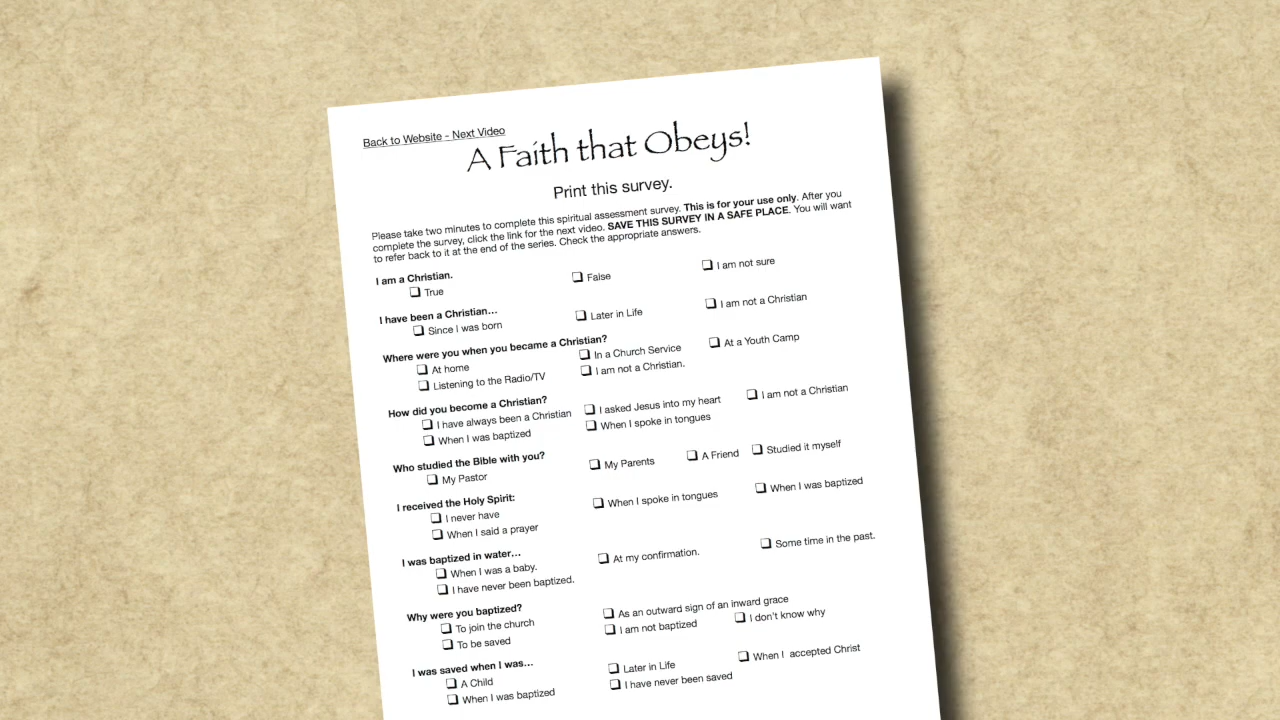 Back to Website - Next Video
A Faith that Obeys!
Print this survey.
Please take two minutes to complete this spiritual assessment survey. This is for your use only. After you
complete the survey, click the link for the next video. SAVE THIS SURVEY IN A SAFE PLACE. You will want
to refer back to it at the end of the series. Check the appropriate answers.
I am a Christian.
True False I am not sure
I have been a Christian...
Since I was born Later in Life I am not a Christian
Where were you when you became a Christian?
At home In a Church Service At a Youth Camp
Listening to the Radio/TV I am not a Christian.
How did you become a Christian?
I have always been a Christian I asked Jesus into my heart I am not a Christian
When I was baptized When I spoke in tongues
Who studied the Bible with you?
My Pastor My Parents A Friend Studied it myself
I received the Holy Spirit:
I never have When I spoke in tongues When I was baptized
When I said a prayer
I was baptized in water...
When I was a baby. At my confirmation. Some time in the past.
I have never been baptized.
Why were you baptized?
To join the church As an outward sign of an inward grace
To be saved I am not baptized I don't know why
I was saved when I was...
A Child Later in Life When I accepted Christ
When I was baptized I have never been saved